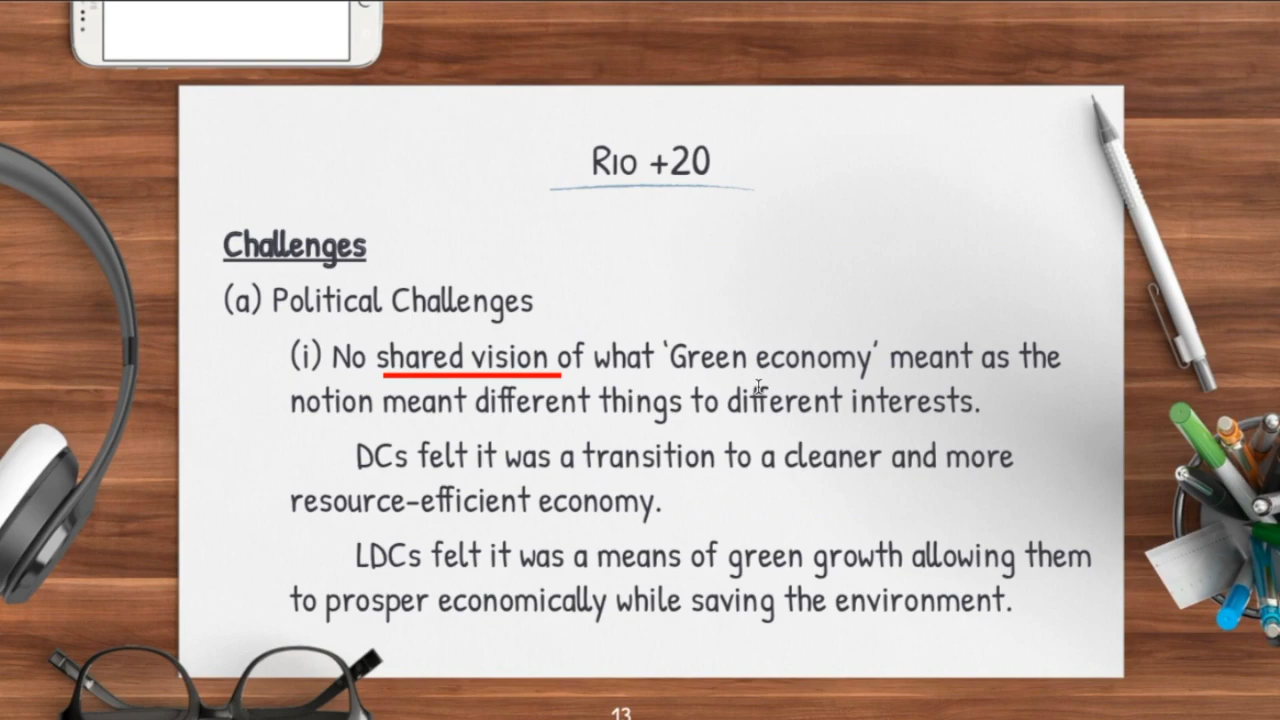 Rio +20
Challenges
(a) Political Challenges
(i) No shared vision of what ‘Green economy’ meant as the
notion meant different things to different interests.
DCs felt it was a transition to a cleaner and more
resource-efficient economy.
LDCs felt it was a means of green growth allowing them
to prosper economically while saving the environment.
13